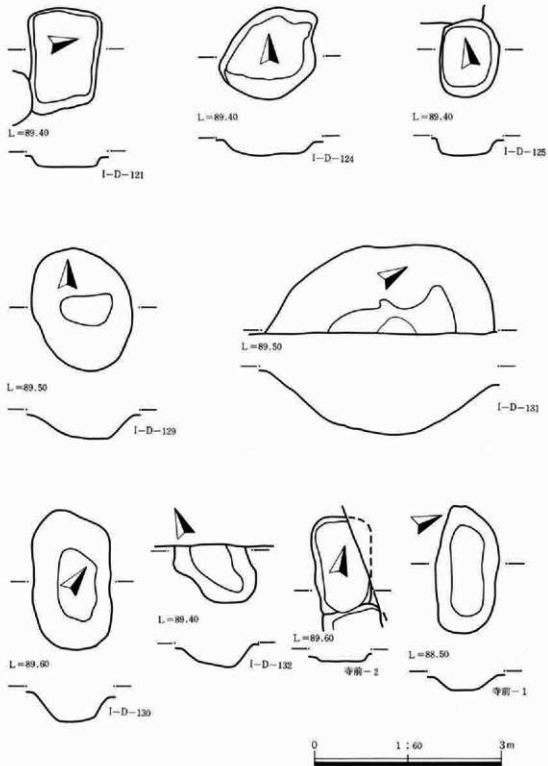 L=89.40
I-D-121
L=89.40
I-D-124
L=89.40
I-D-125
L=89.50
I-D-129
L=89.50
I-D-131
L=89.60
I-D-130
L=89.40
I-D-132
L=89.60
寺前-2
L=88.50
寺前-1
0 1:60 3m